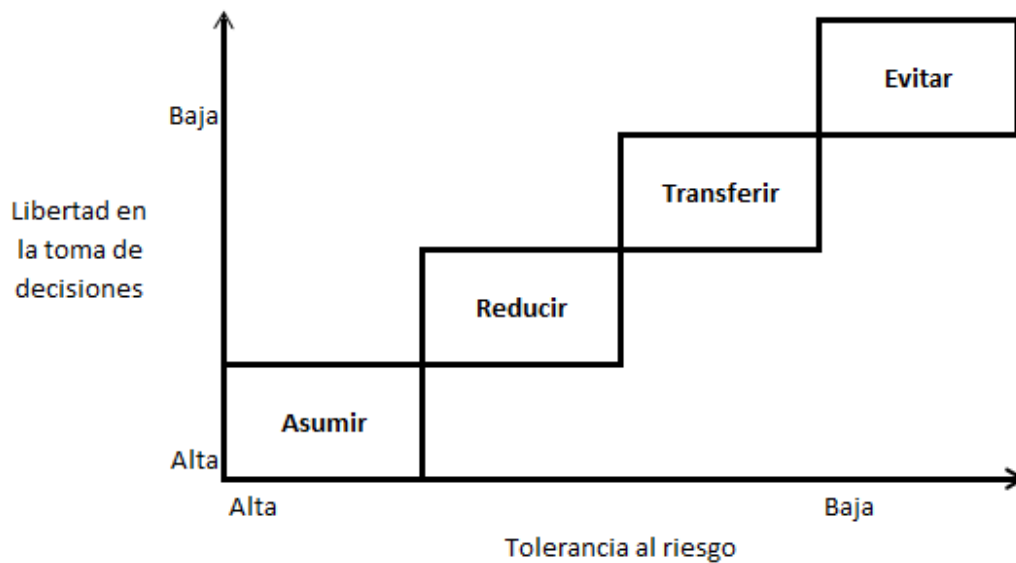 Evitar
Baja
Transferir
Libertad en
la toma de
decisiones
Reducir
Asumir
Alta
Alta
Baja
Tolerancia al riesgo